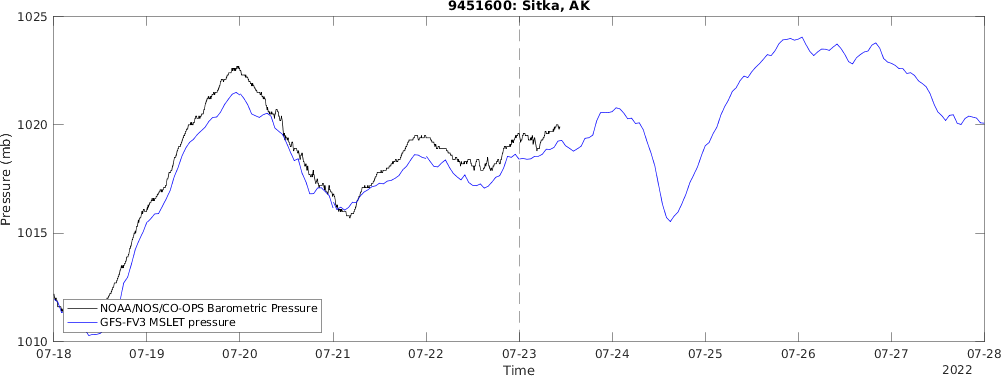 9451600: Sitka, AK
1025
1020
1015
1010
Pressure (mb)
NOAA/NOS/CO-OPS Barometric Pressure
GFS-FV3 MSLET pressure
07-18 07-19 07-20 07-21 07-22 07-23 07-24 07-25 07-26 07-27 07-28
Time
2022